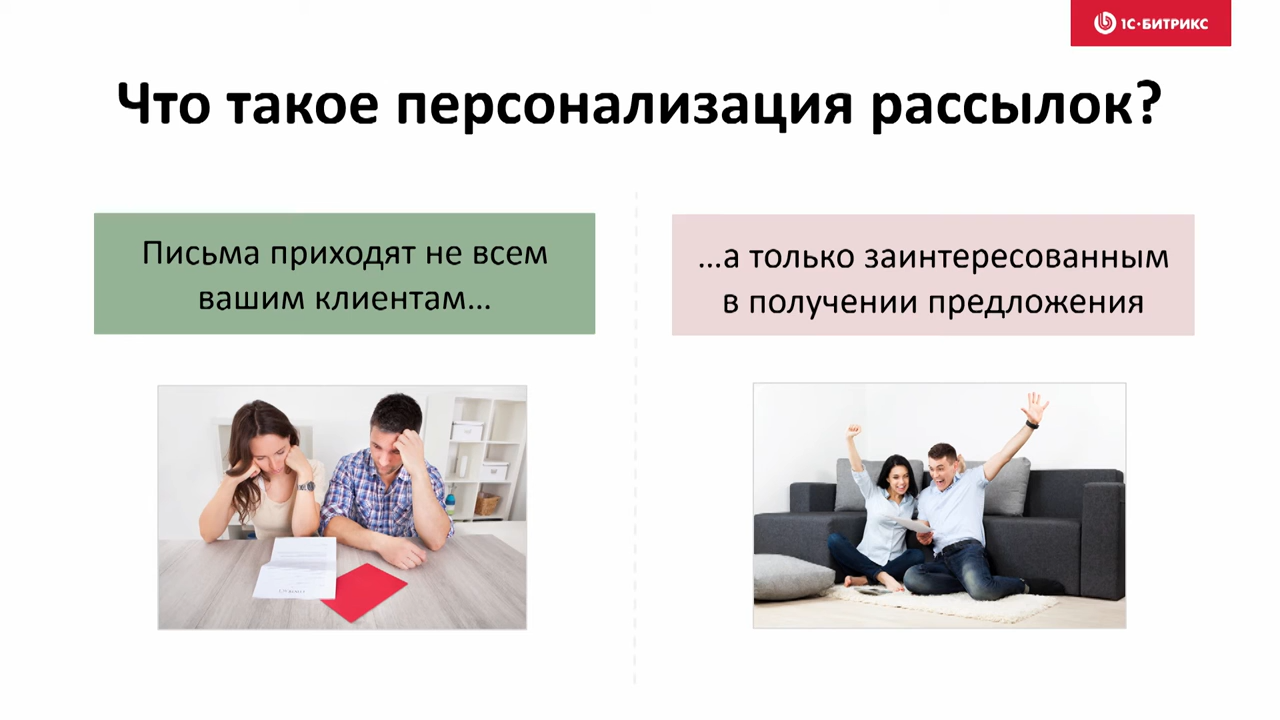 1С-БИТРИКС
Что такое персонализация рассылок?
Письма приходят не всем
вашим клиентам...
...а только заинтересованным
в получении предложения